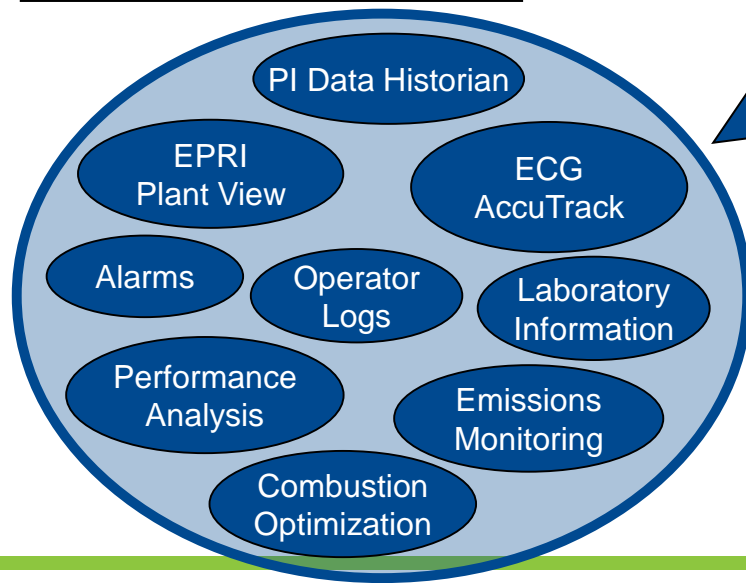 PI Data Historian
EPRI
Plant View
ECG
AccuTrack
Alarms
Operator
Logs
Laboratory
Information
Performance
Analysis
Emissions
Monitoring
Combustion
Optimization